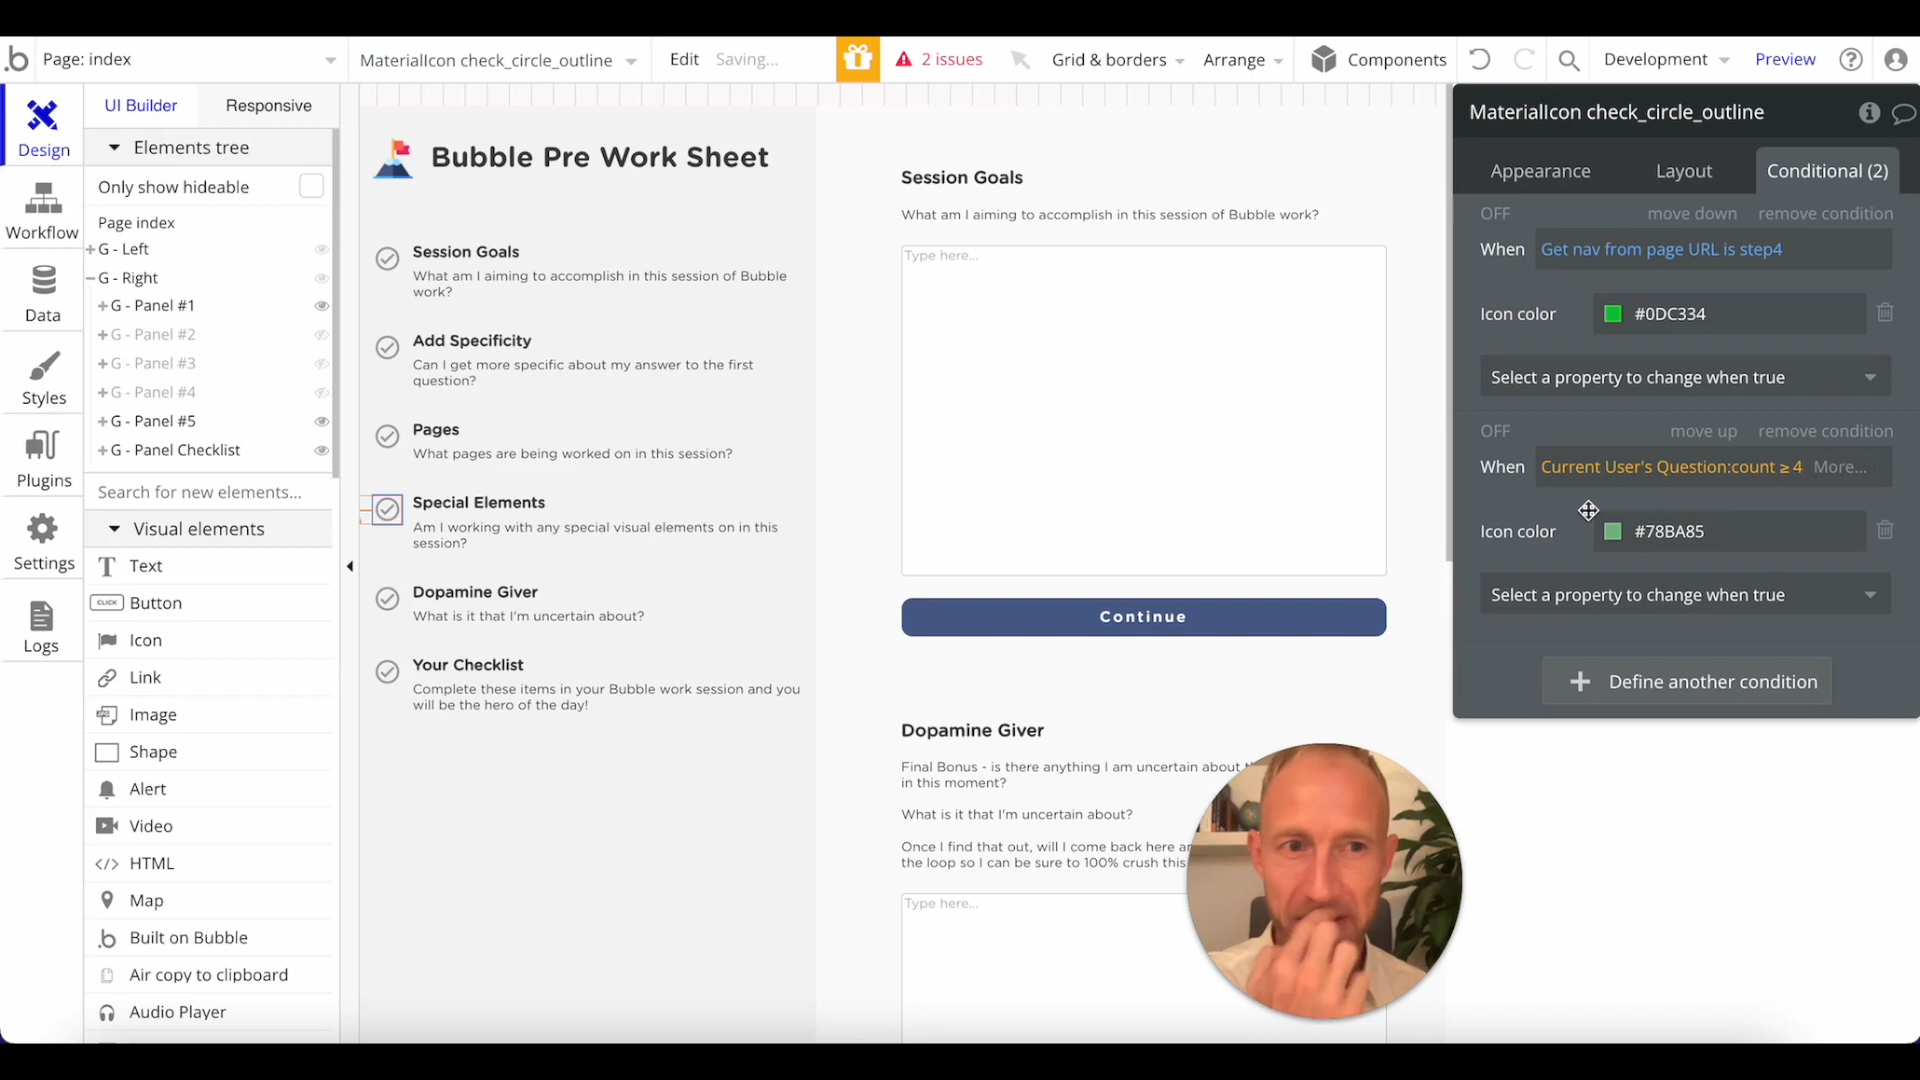 Page: index
MaterialIcon check_circle_outline
Edit
Saving...
2 issues
Grid & borders
Arrange
Components
Development
Preview
Design
Workflow
Data
Styles
Plugins
Settings
Logs
UI Builder
Responsive
Elements tree
Only show hideable
Page index
G - Left
G - Right
G - Panel #1
G - Panel #2
G - Panel #3
G - Panel #4
G - Panel #5
G - Panel Checklist
Search for new elements...
Visual elements
Text
CLICK Button
Icon
Link
Image
Shape
Alert
Video
HTML
Map
Built on Bubble
Air copy to clipboard
Audio Player
Bubble Pre Work Sheet
Session Goals
What am I aiming to accomplish in this session of Bubble
work?
Add Specificity
Can I get more specific about my answer to the first
question?
Pages
What pages are being worked on in this session?
Special Elements
Am I working with any special visual elements on in this
session?
Dopamine Giver
What is it that I'm uncertain about?
Your Checklist
Complete these items in your Bubble work session and you
will be the hero of the day!
Session Goals
What am I aiming to accomplish in this session of Bubble work?
Type here...
Continue
Dopamine Giver
Final Bonus - is there anything I am uncertain about
in this moment?
What is it that I'm uncertain about?
Once I find that out, will I come back here
the loop so I can be sure to 100% crush this
Type here...
MaterialIcon check_circle_outline
Appearance
Layout
Conditional (2)
OFF
move down
remove condition
When
Get nav from page URL is step4
Icon color
#0DC334
Select a property to change when true
OFF
move up
remove condition
When
Current User's Question:count ≥ 4 More...
Icon color
#78BA85
Select a property to change when true
Define another condition